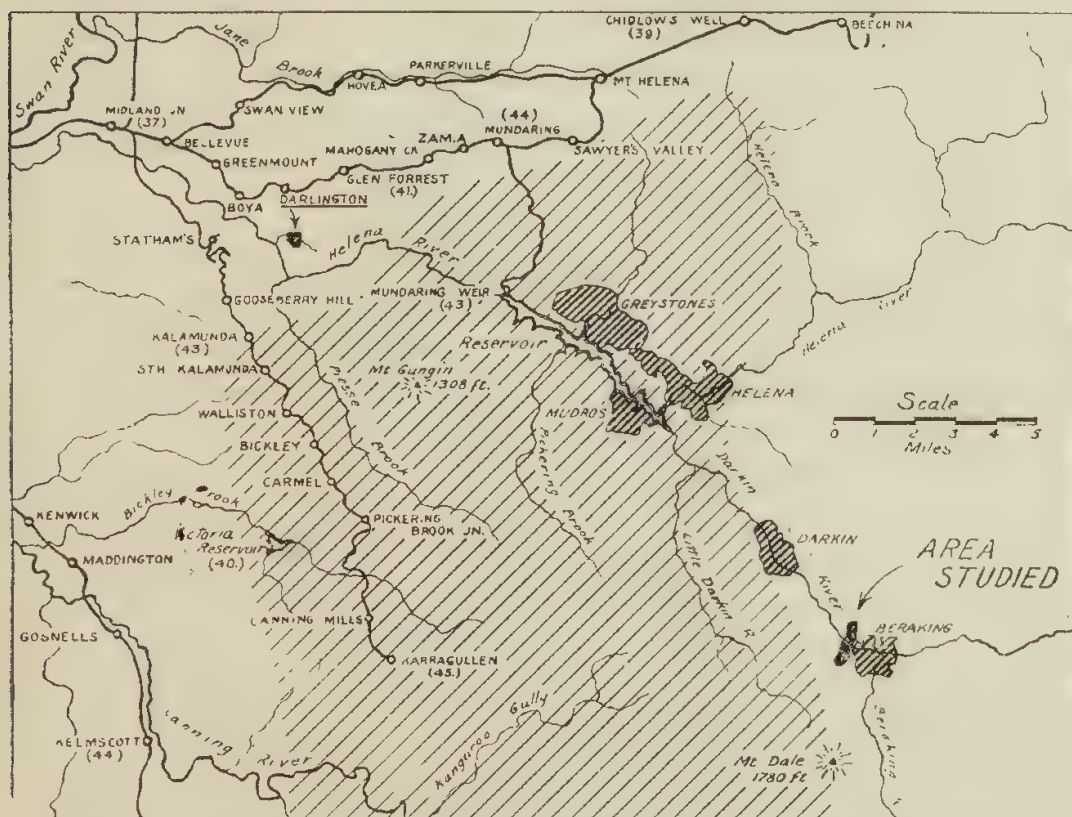 CHIDLOWS WELL
(39)
BEECHINA
Jane
Brook
Swan River
HOVEA
PARKERVILLE
MT HELENA
SWAN VIEW
MIDLAND JN
(37)
BELLEVUE
(44)
MUNDARING
ZAMIA
MAHOGANY CK
SAWYERS VALLEY
GREENMOUNT
GLEN FORREST
(41.)
BOYA
DARLINGTON
Helena
Brook
STATHAM'S
Helena
River
MUNDARING WEIR
(43)
GREYSTONES
GOOSEBERRY HILL
Helena
River
KALAMUNDA
(43)
Reservoir
STH KALAMUNDA
Mt Gungin
1308 ft.
Piesse
Brook
HELENA
MUDROS
Scale
0 1 2 3 4 5
Miles
WALLISTON
BICKLEY
Pickering
Brook
CARMEL
Darkin
River
Bickley Brook
KENWICK
PICKERING
BROOK JN.
Victoria
Reservoir
(40.)
MADDINGTON
Little Darkin R.
DARKIN
AREA
STUDIED
CANNING MILLS
GOSNELLS
BERAKING
KARRAGULLEN
(45.)
Kangaroo Gully
Canning
River
KELMSCOTT
(44)
Mt. Dale
1780 ft
Beraking